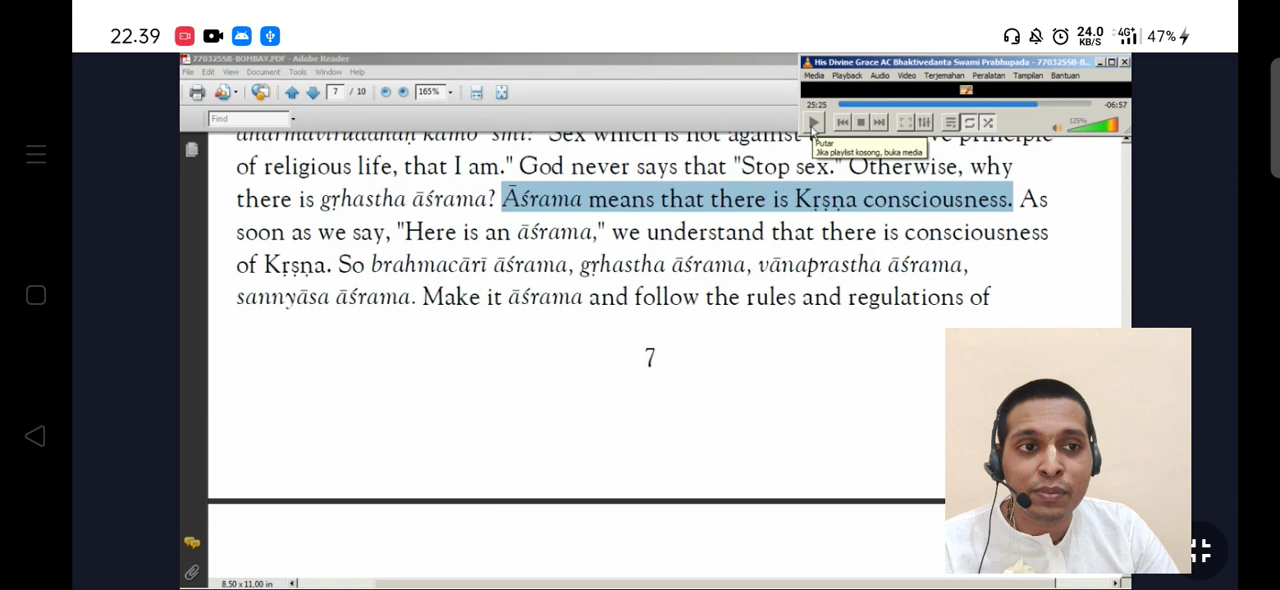 22.39
24.0
KB/S
4G+
47%
7703255B-BOMBAY.PDF - Adobe Reader
File Edit View Document Tools Window Help
7 / 10 165%
Find
His Divine Grace AC Bhaktivedanta Swami Prabhupada - 7703255B-B...
Media Playback Audio Video Terjemahan Peralatan Tampilan Bantuan
25:25 -06:57
125%
Putar
Jika playlist kosong, buka media
"Sex which is not against
principle
of religious life, that I am." God never says that "Stop sex." Otherwise, why
there is gṛhastha āśrama? Āśrama means that there is Kṛṣṇa consciousness. As
soon as we say, "Here is an āśrama," we understand that there is consciousness
of Kṛṣṇa. So brahmacārī āśrama, gṛhastha āśrama, vānaprastha āśrama,
sannyāsa āśrama. Make it āśrama and follow the rules and regulations of
7
8,50 x 11,00 in